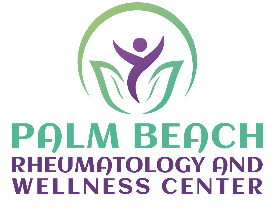 PALM BEACH
RHEUMATOLOGY AND
WELLNESS CENTER